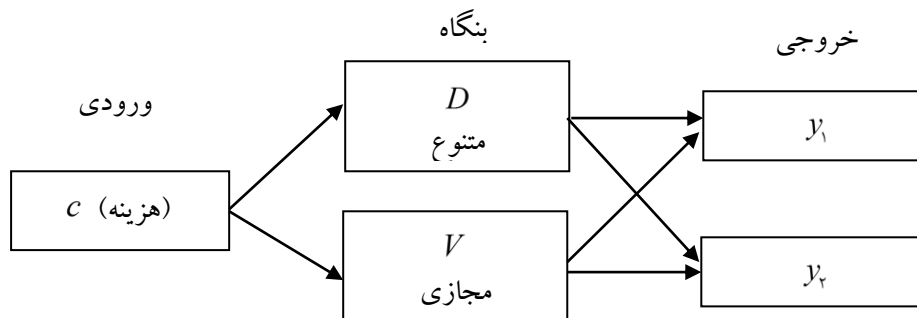 خروجی
y۱
y۲
بنگاه
D
متنوع
V
مجازی
ورودی
c (هزینه)